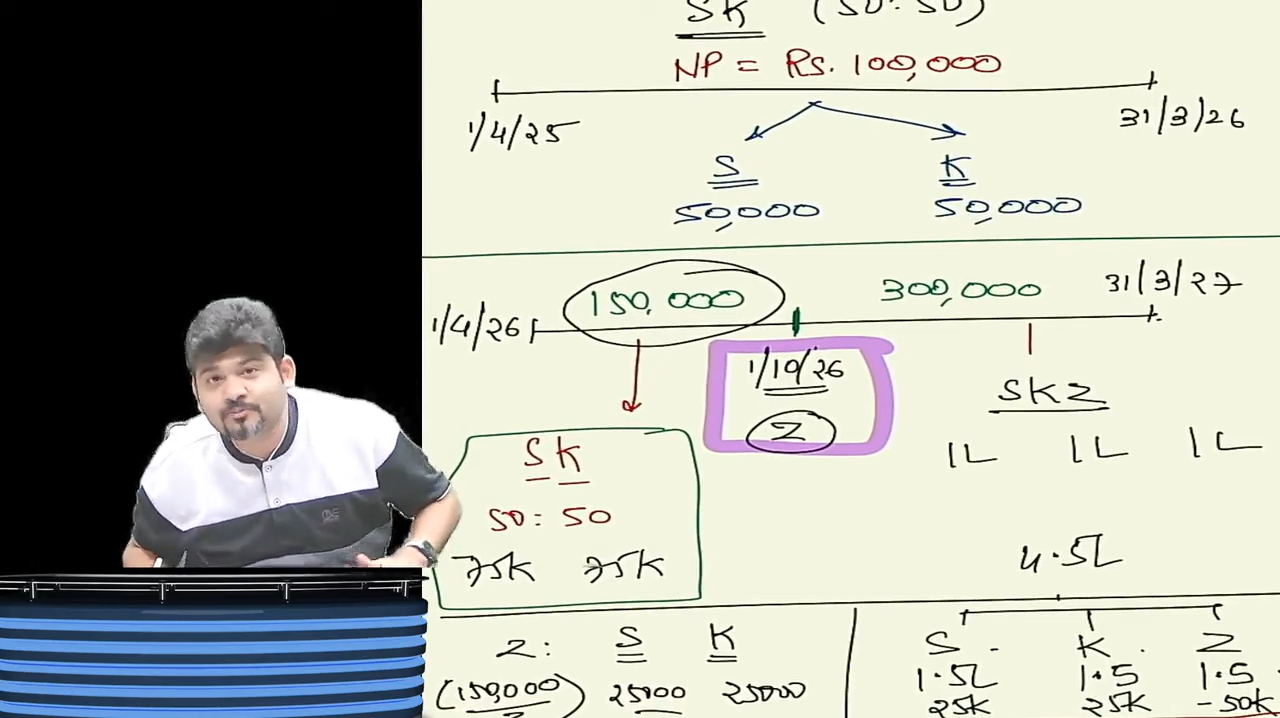 SK (50:50)
NP = Rs. 100,000
1/4/25
31/3/26
S K
50,000 50,000
1/4/26
150,000
300,000
31/3/27
1/10/26
Z
SKZ
1L 1L 1L
SK
50:50
75K 75K
4.5L
Z: S K
(150,000) 25000 25000
S. K. Z
1.5L 1.5 1.5
25K 25K -50K